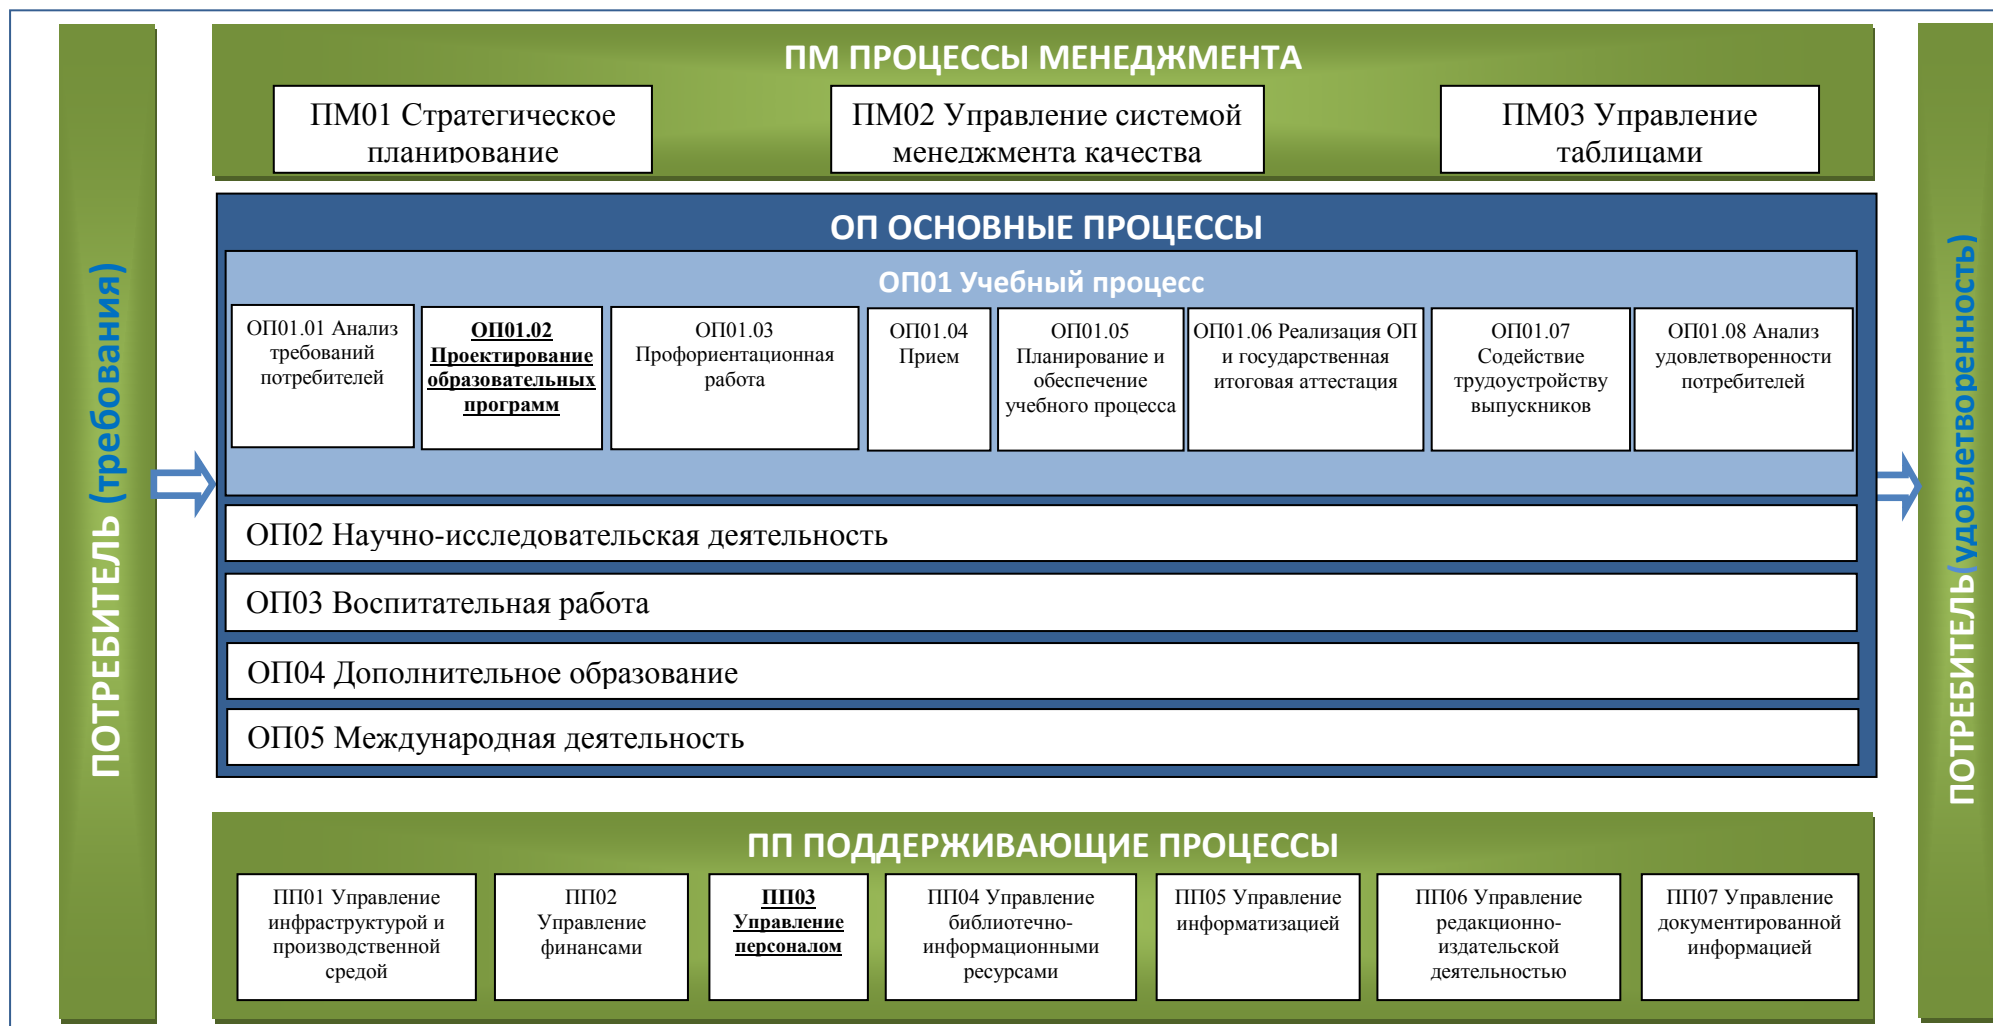 ПОТРЕБИТЕЛЬ (требования)
ПМ ПРОЦЕССЫ МЕНЕДЖМЕНТА
ПМ01 Стратегическое
планирование
ПМ02 Управление системой
менеджмента качества
ПМ03 Управление
таблицами
ОП ОСНОВНЫЕ ПРОЦЕССЫ
ОП01 Учебный процесс
ОП01.01 Анализ
требований
потребителей
ОП01.02
Проектирование
образовательных
программ
ОП01.03
Профориентационная
работа
ОП01.04
Прием
ОП01.05
Планирование и
обеспечение
учебного процесса
ОП01.06 Реализация ОП
и государственная
итоговая аттестация
ОП01.07
Содействие
трудоустройству
выпускников
ОП01.08 Анализ
удовлетворенности
потребителей
ОП02 Научно-исследовательская деятельность
ОП03 Воспитательная работа
ОП04 Дополнительное образование
ОП05 Международная деятельность
ПП ПОДДЕРЖИВАЮЩИЕ ПРОЦЕССЫ
ПП01 Управление
инфраструктурой и
производственной
средой
ПП02
Управление
финансами
ПП03
Управление
персоналом
ПП04 Управление
библиотечно-
информационными
ресурсами
ПП05 Управление
информатизацией
ПП06 Управление
редакционно-
издательской
деятельностью
ПП07 Управление
документированной
информацией
ПОТРЕБИТЕЛЬ(удовлетворенность)